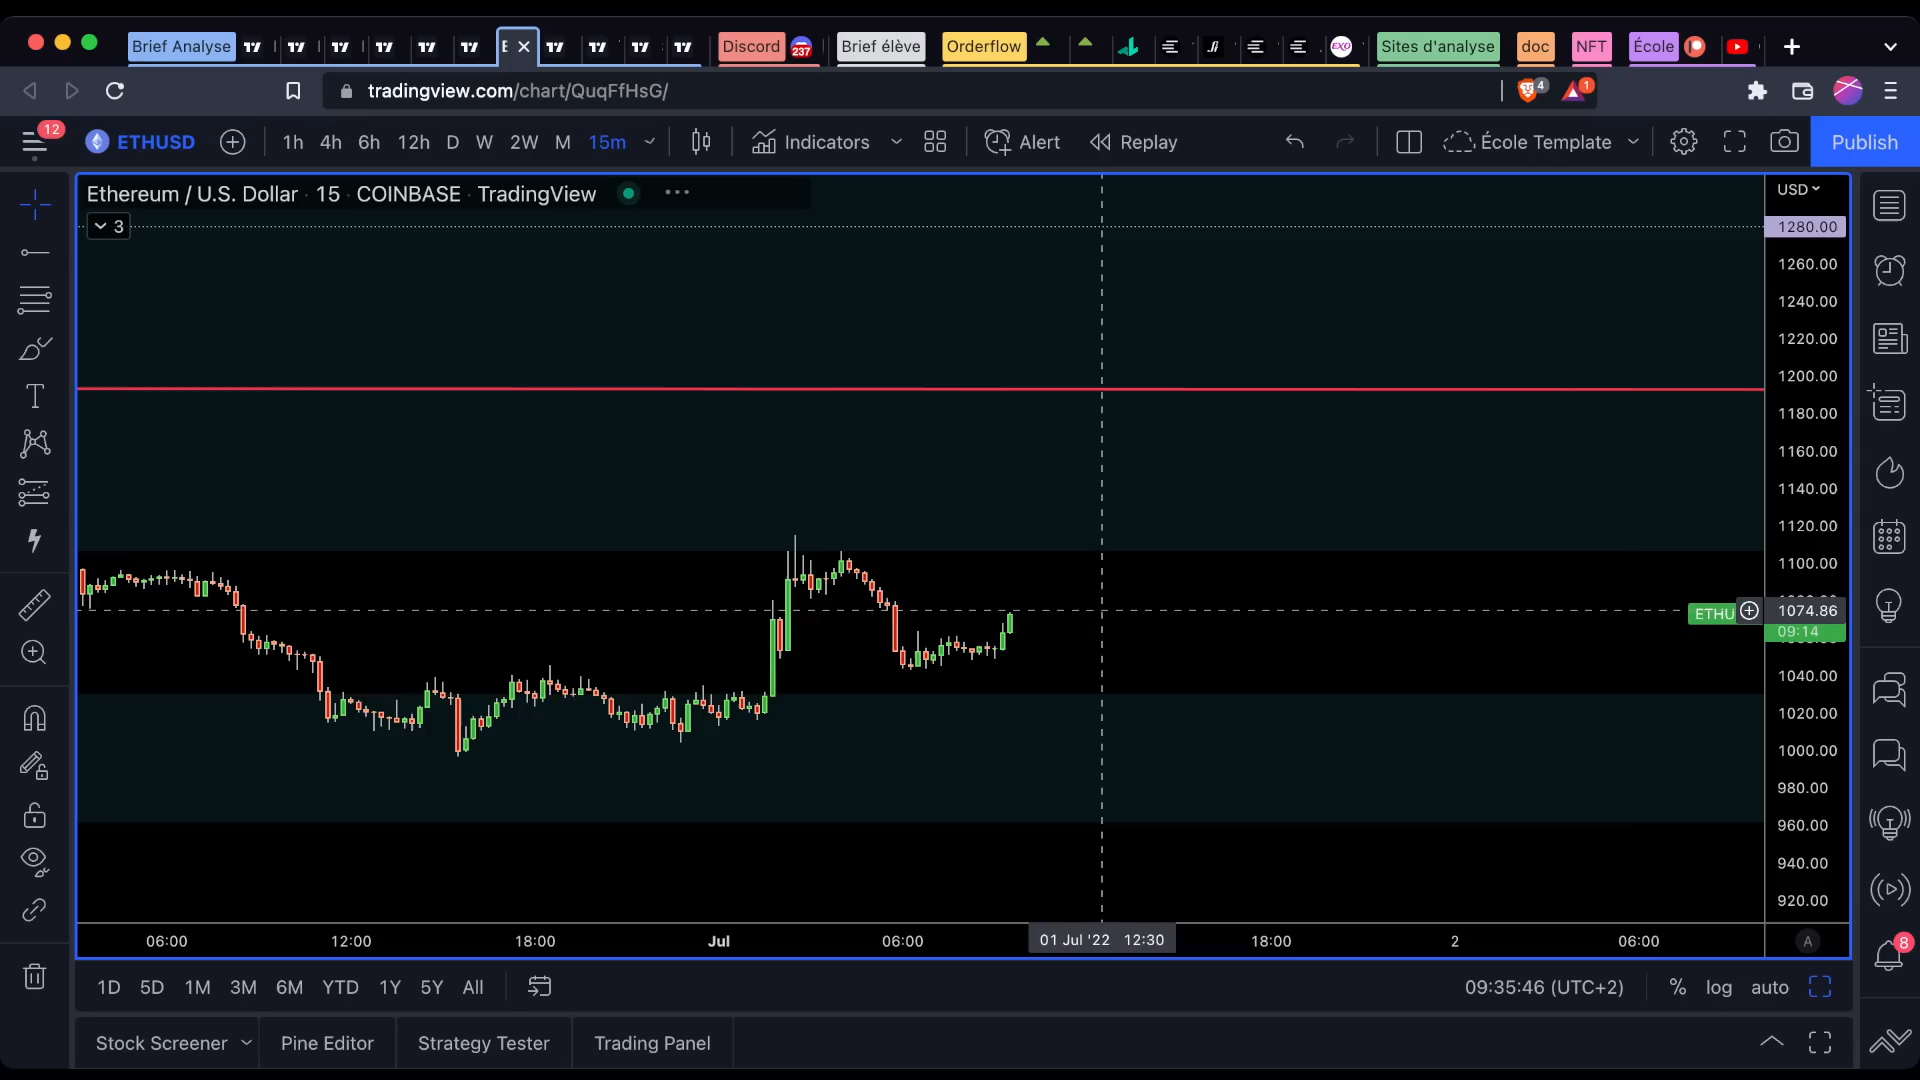 Brief Analyse
E
Discord
237
Brief élève
Orderflow
EXO
Sites d'analyse
doc
NFT
École
tradingview.com/chart/QuqFfHsG/
4
1
12
ETHUSD
1h 4h 6h 12h D W 2W M 15m
Indicators
Alert
Replay
École Template
Publish
Ethereum / U.S. Dollar · 15 · COINBASE · TradingView
3
USD
1280.00
1260.00
1240.00
1220.00
1200.00
1180.00
1160.00
1140.00
1120.00
1100.00
ETHU
1074.86
09:14
1040.00
1020.00
1000.00
980.00
960.00
940.00
920.00
06:00 12:00 18:00 Jul 06:00 01 Jul '22 12:30 18:00 2 06:00
A
8
1D 5D 1M 3M 6M YTD 1Y 5Y All
09:35:46 (UTC+2)
% log auto
Stock Screener
Pine Editor
Strategy Tester
Trading Panel